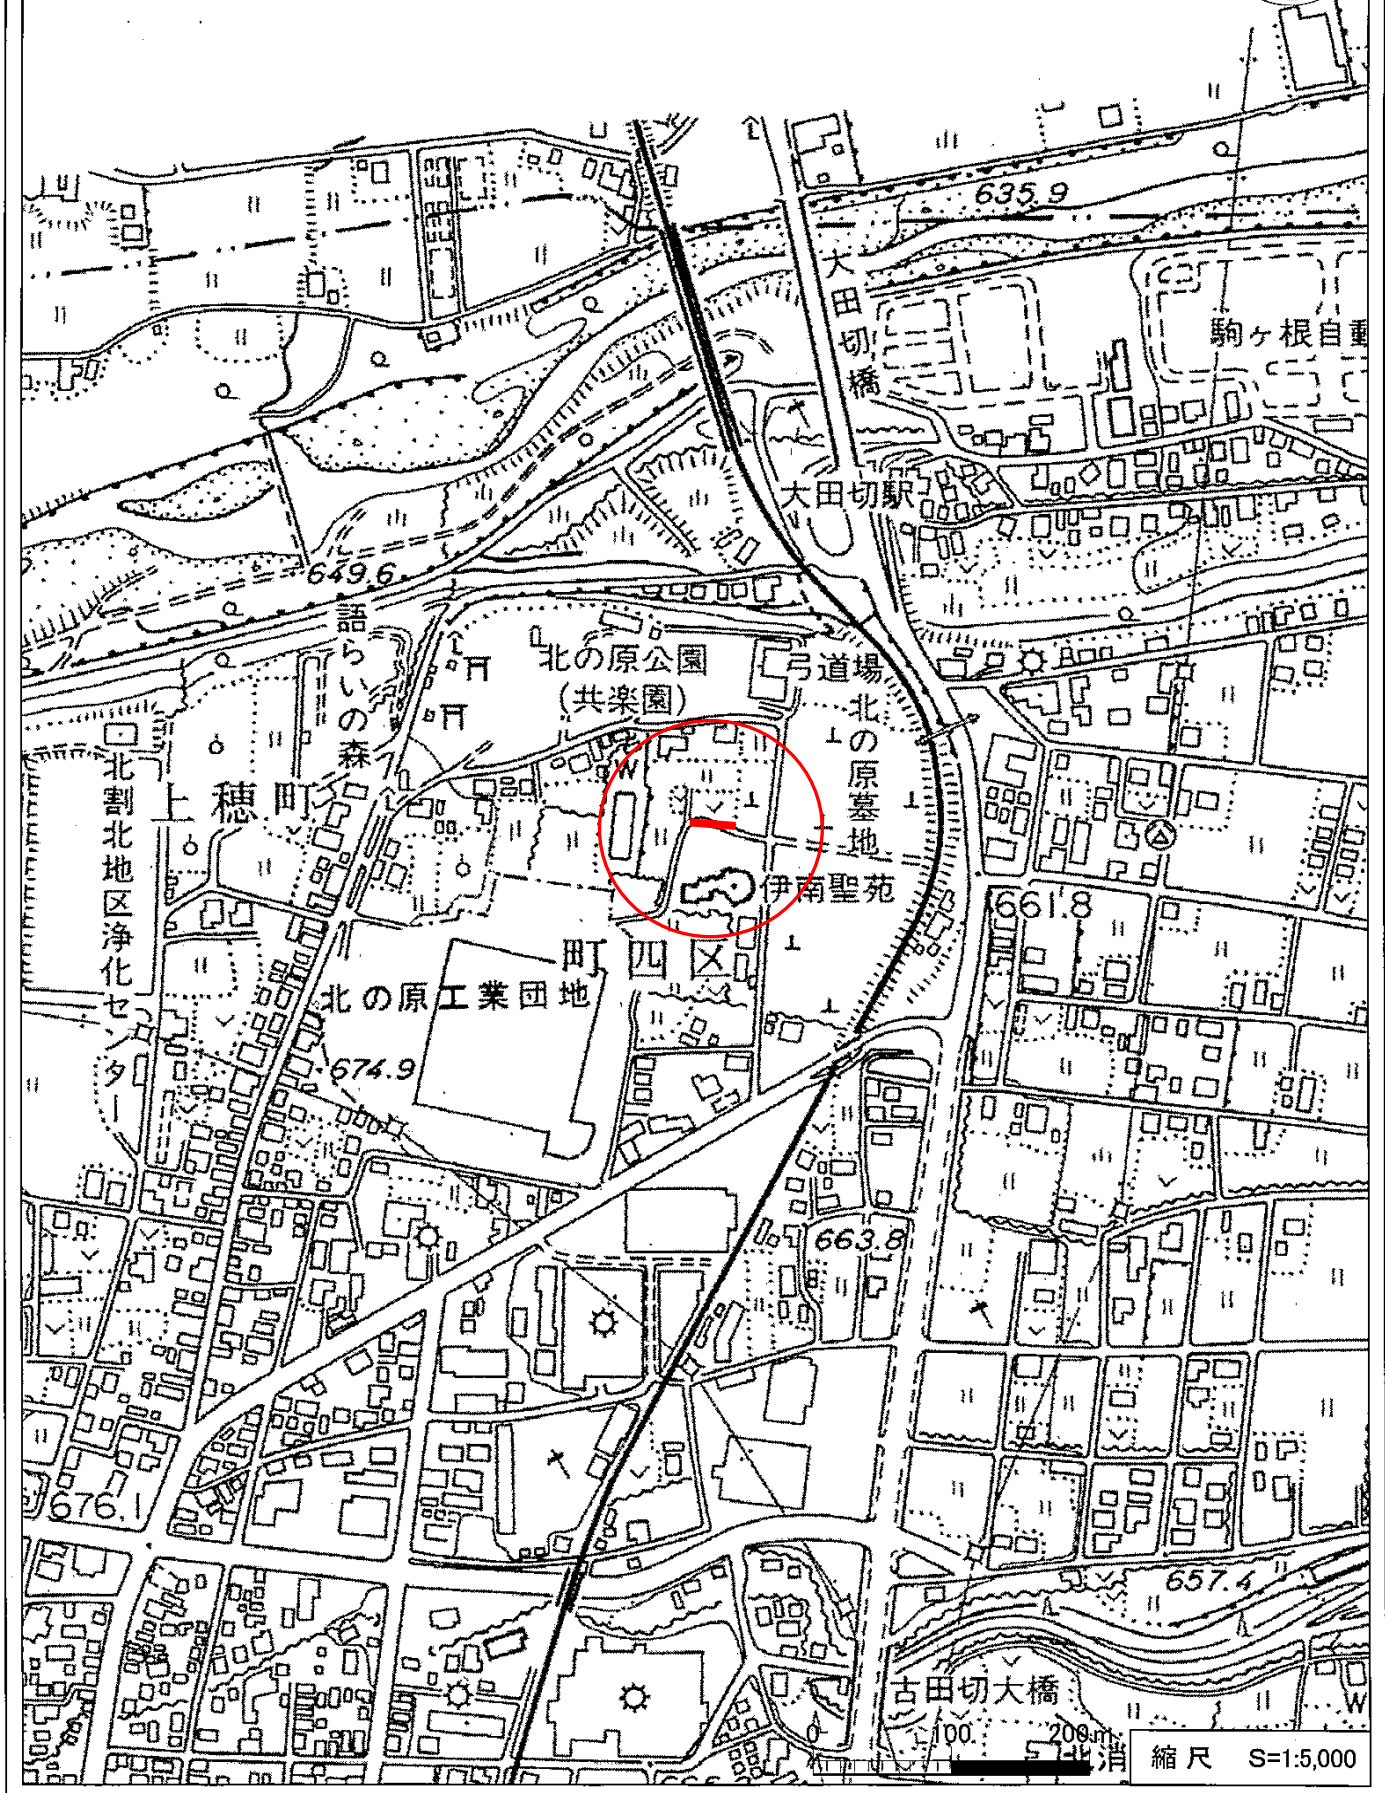 635.9
大田切橋
駒ヶ根自動
大田切駅
649.6
語らいの森
北の原公園
(共楽園)
弓道場
北の原墓地
北割北地区浄化センター
上穂町
伊南聖苑
661.8
町四区
北の原工業団地
674.9
663.8
676.1
657.4
古田切大橋
0 100 200m
北消
縮尺 S=1:5,000